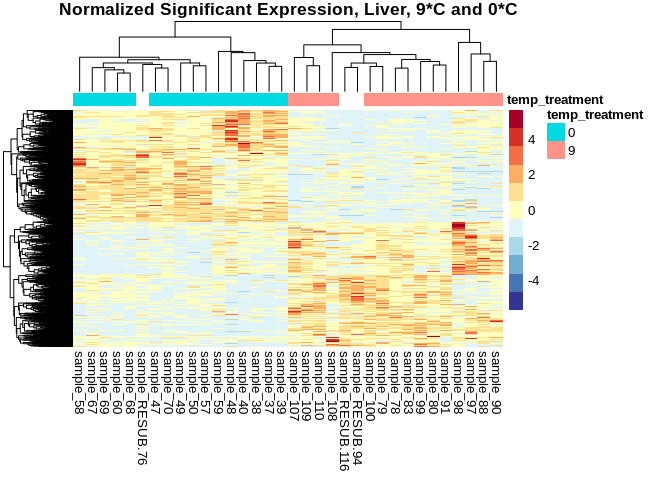 Normalized Significant Expression, Liver, 9*C and 0*C
temp_treatment
temp_treatment
0
9
4
2
0
-2
-4
sample_58
sample_67
sample_69
sample_60
sample_68
sample_RESUB.76
sample_47
sample_70
sample_49
sample_50
sample_57
sample_59
sample_48
sample_40
sample_38
sample_37
sample_39
sample_107
sample_109
sample_110
sample_108
sample_RESUB.116
sample_RESUB.94
sample_100
sample_79
sample_78
sample_83
sample_99
sample_80
sample_91
sample_98
sample_97
sample_88
sample_90